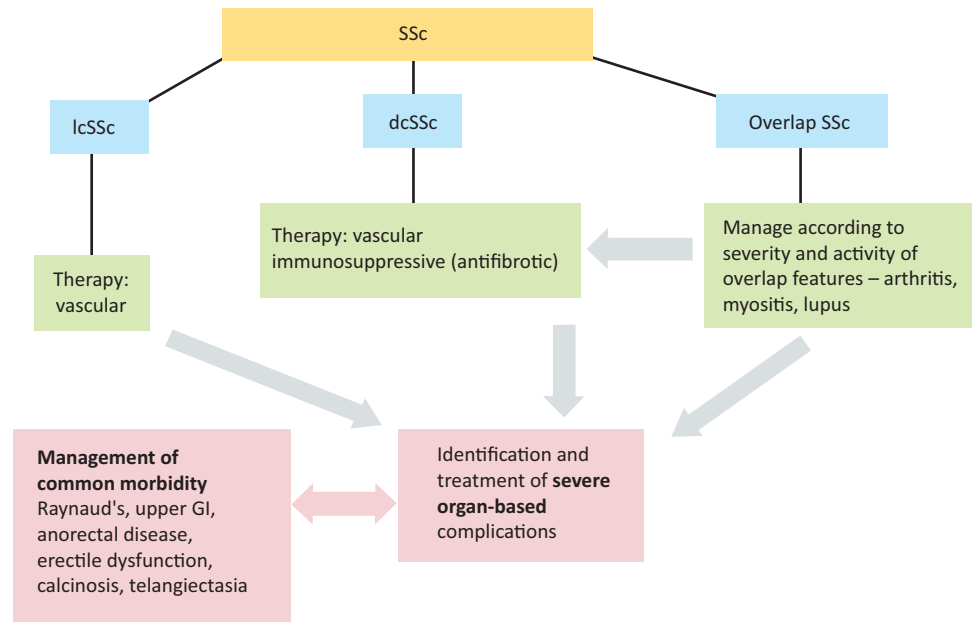 SSc
lcSSc
dcSSc
Overlap SSc
Therapy:
vascular
Therapy: vascular
immunosuppressive (antifibrotic)
Manage according to
severity and activity of
overlap features – arthritis,
myositis, lupus
Management of
common morbidity
Raynaud's, upper GI,
anorectal disease,
erectile dysfunction,
calcinosis, telangiectasia
Identification and
treatment of severe
organ-based
complications